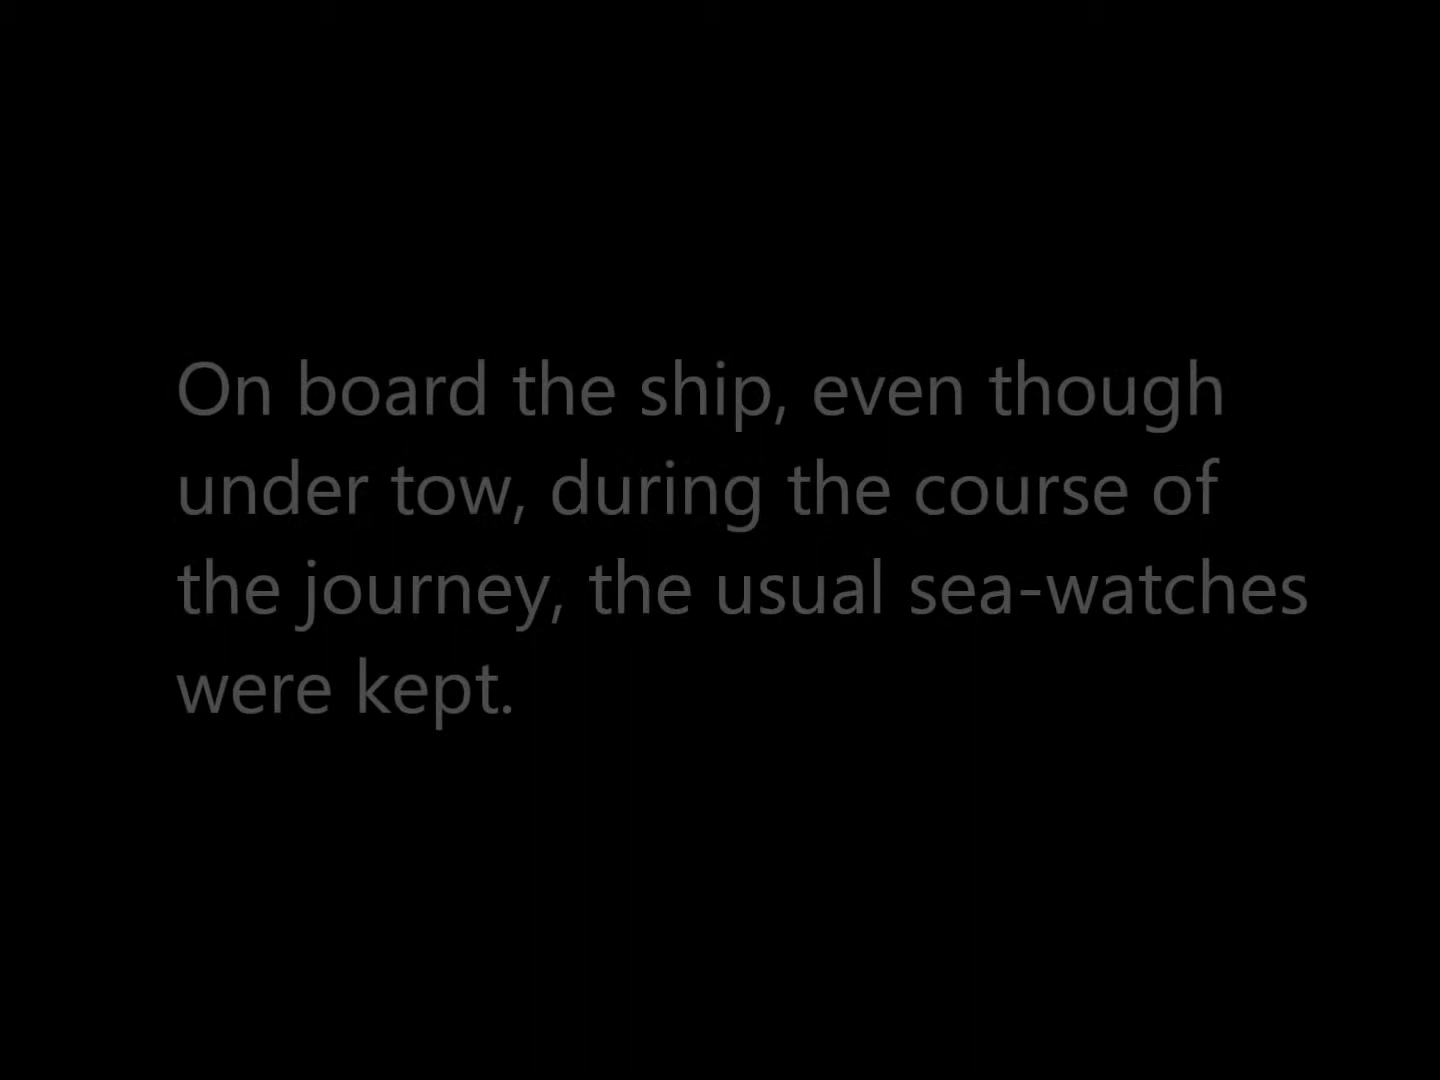 On board the ship, even though
under tow, during the course of
the journey, the usual sea-watches
were kept.